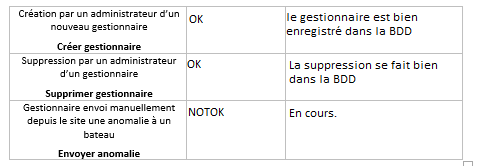 Création par un administrateur d'un
nouveau gestionnaire
Créer gestionnaire
OK
le gestionnaire est bien
enregistré dans la BDD
Suppression par un administrateur
d'un gestionnaire
Supprimer gestionnaire
OK
La suppression se fait bien
dans la BDD
Gestionnaire envoi manuellement
depuis le site une anomalie à un
bateau
Envoyer anomalie
NOTOK
En cours.